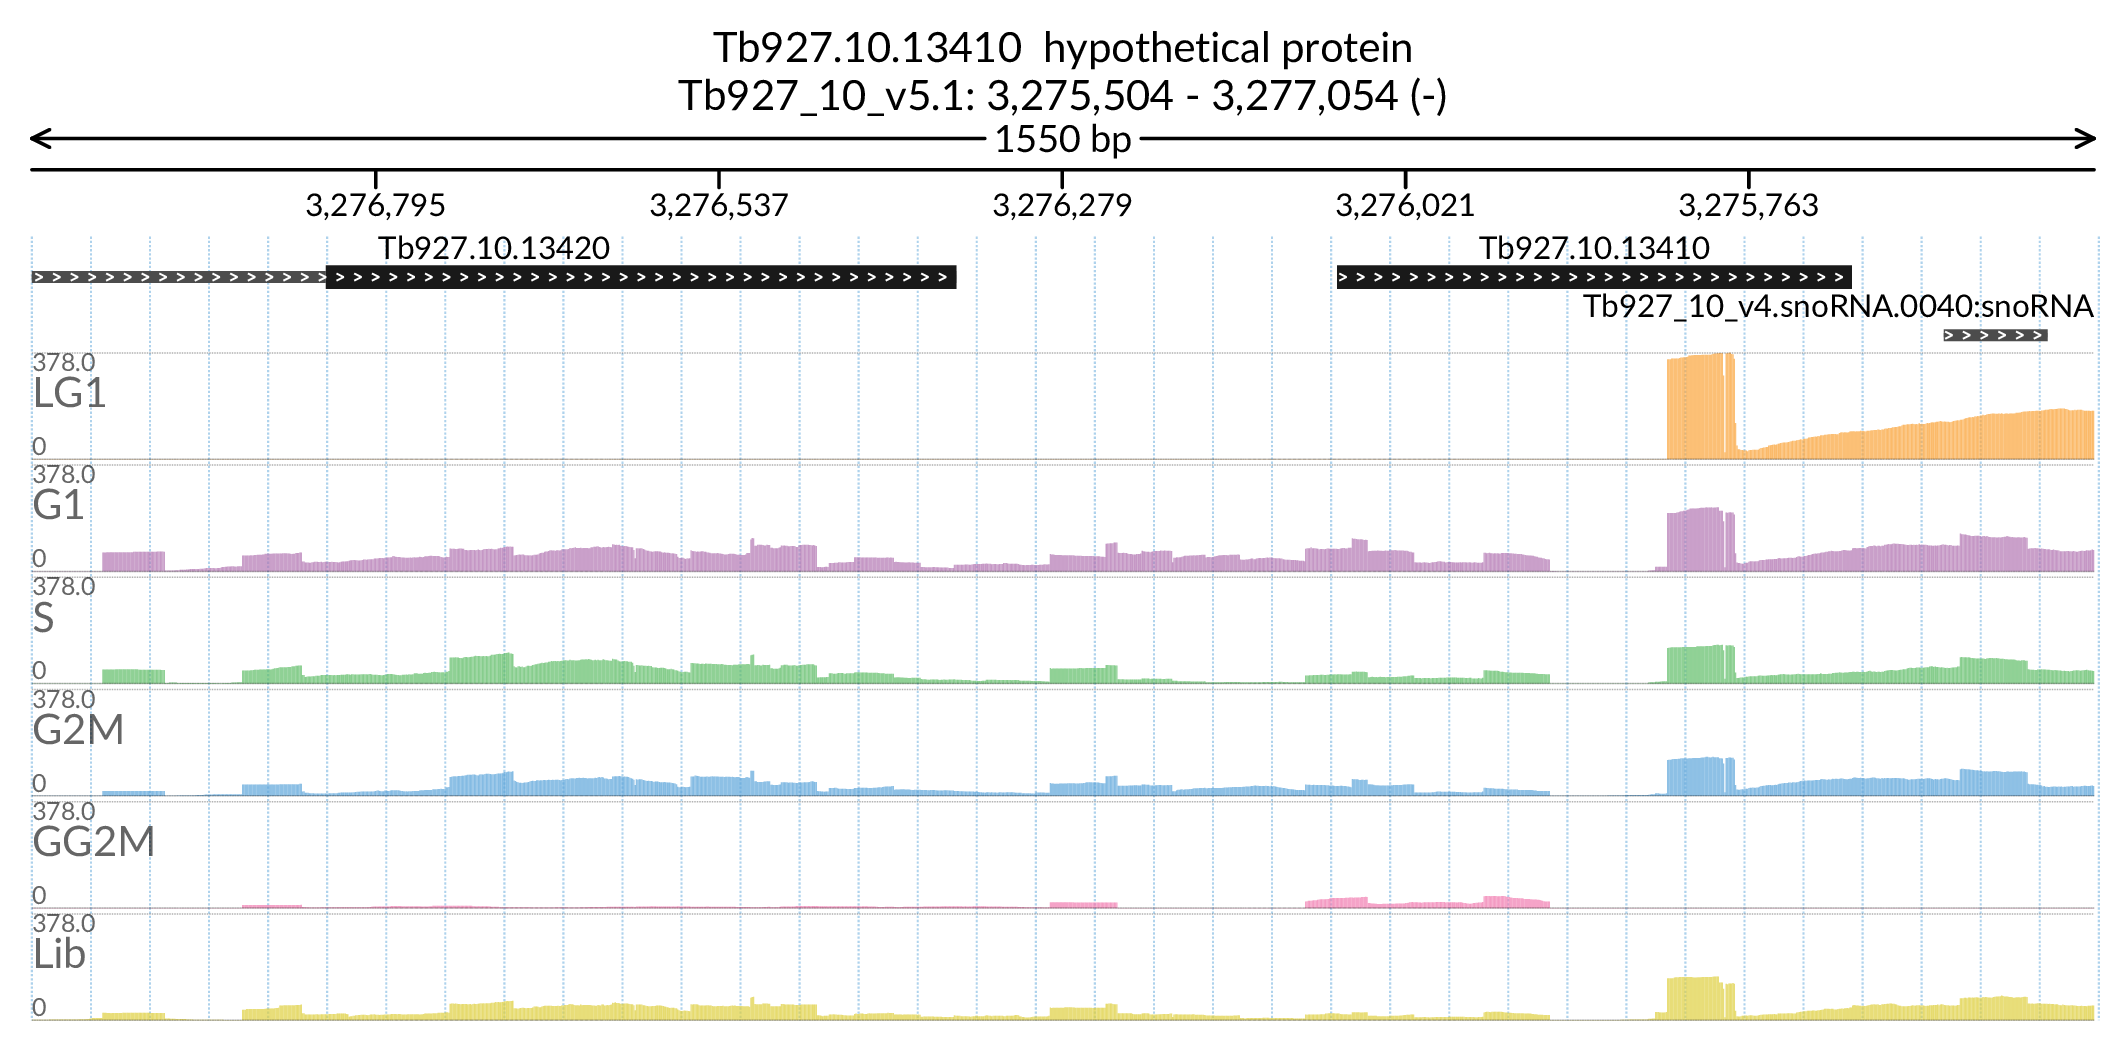 Tb927.10.13410  hypothetical protein
Tb927_10_v5.1: 3,275,504 - 3,277,054 (-)
1550 bp
3,276,795 3,276,537 3,276,279 3,276,021 3,275,763
Tb927.10.13420 Tb927.10.13410
Tb927_10_v4.snoRNA.0040:snoRNA
378.0
LG1
0
378.0
G1
0
378.0
S
0
378.0
G2M
0
378.0
GG2M
0
378.0
Lib
0